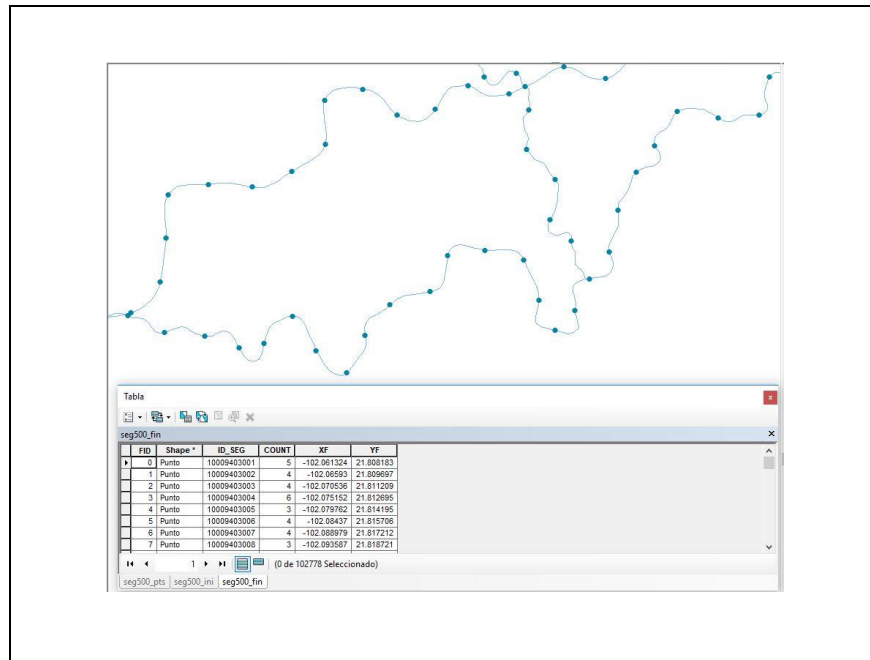 Tabla
x
seg500_fin
×
FID Shape * ID_SEG COUNT XF YF
0 Punto 10009403001 5 -102.061324 21.808183
1 Punto 10009403002 4 -102.06593 21.809697
2 Punto 10009403003 4 -102.070536 21.811209
3 Punto 10009403004 6 -102.075152 21.812695
4 Punto 10009403005 3 -102.079762 21.814195
5 Punto 10009403006 4 -102.08437 21.815706
6 Punto 10009403007 4 -102.088979 21.817212
7 Punto 10009403008 3 -102.093587 21.818721
1 (0 de 102778 Seleccionado)
seg500_pts seg500_ini seg500_fin